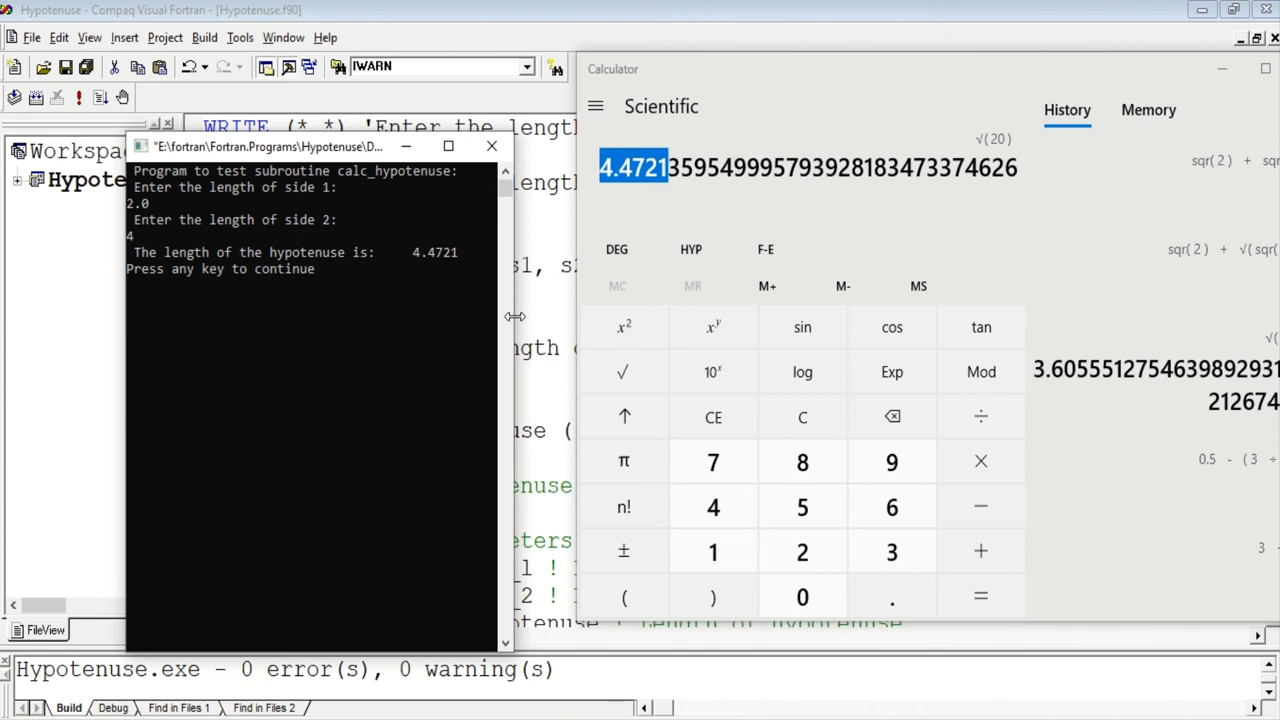 Hypotenuse - Compaq Visual Fortran - [Hypotenuse.f90]
File Edit View Insert Project Build Tools Window Help
IWARN
WRITE (*,*) 'Enter the length
Workspac
Hypote
"E:\fortran\Fortran.Programs\Hypotenuse\D...
Program to test subroutine calc_hypotenuse:
Enter the length of side 1:
2.0
Enter the length of side 2:
4
The length of the hypotenuse is: 4.4721
Press any key to continue
FileView
Calculator
Scientific
History Memory
√(20)
4.47213595499957939281834733746​26
sqr( 2 ) +
DEG HYP F-E
sqr( 2 ) + √(
MC MR M+ M- MS
x² xʸ sin cos tan
√ 10ˣ log Exp Mod
3.6055512754639892931
212674
↑ CE C ÷
π 7 8 9 ×
0.5 - ( 3 ÷
n! 4 5 6 −
± 1 2 3 +
3
( ) 0 . =
Hypotenuse.exe - 0 error(s), 0 warning(s)
Build Debug Find in Files 1 Find in Files 2